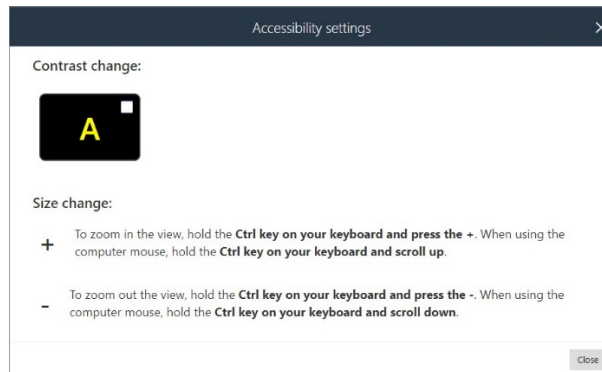 Accessibility settings
Contrast change:
A
Size change:
+ To zoom in the view, hold the Ctrl key on your keyboard and press the +. When using the
computer mouse, hold the Ctrl key on your keyboard and scroll up.
- To zoom out the view, hold the Ctrl key on your keyboard and press the -. When using the
computer mouse, hold the Ctrl key on your keyboard and scroll down.
Close